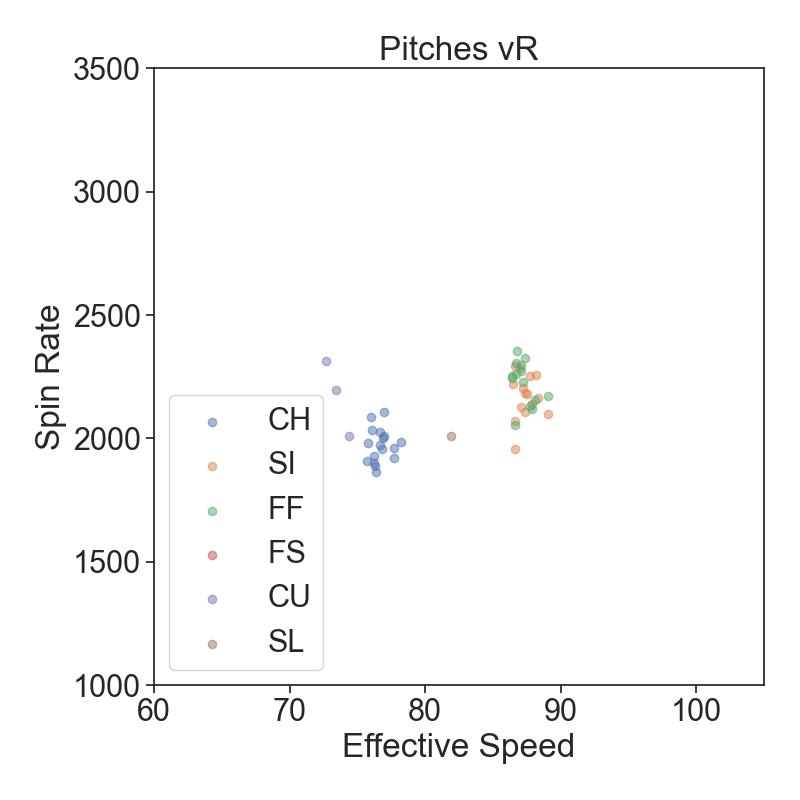 Pitches vR
3500
3000
2500
2000
1500
1000
Spin Rate
CH
SI
FF
FS
CU
SL
60 70 80 90 100
Effective Speed